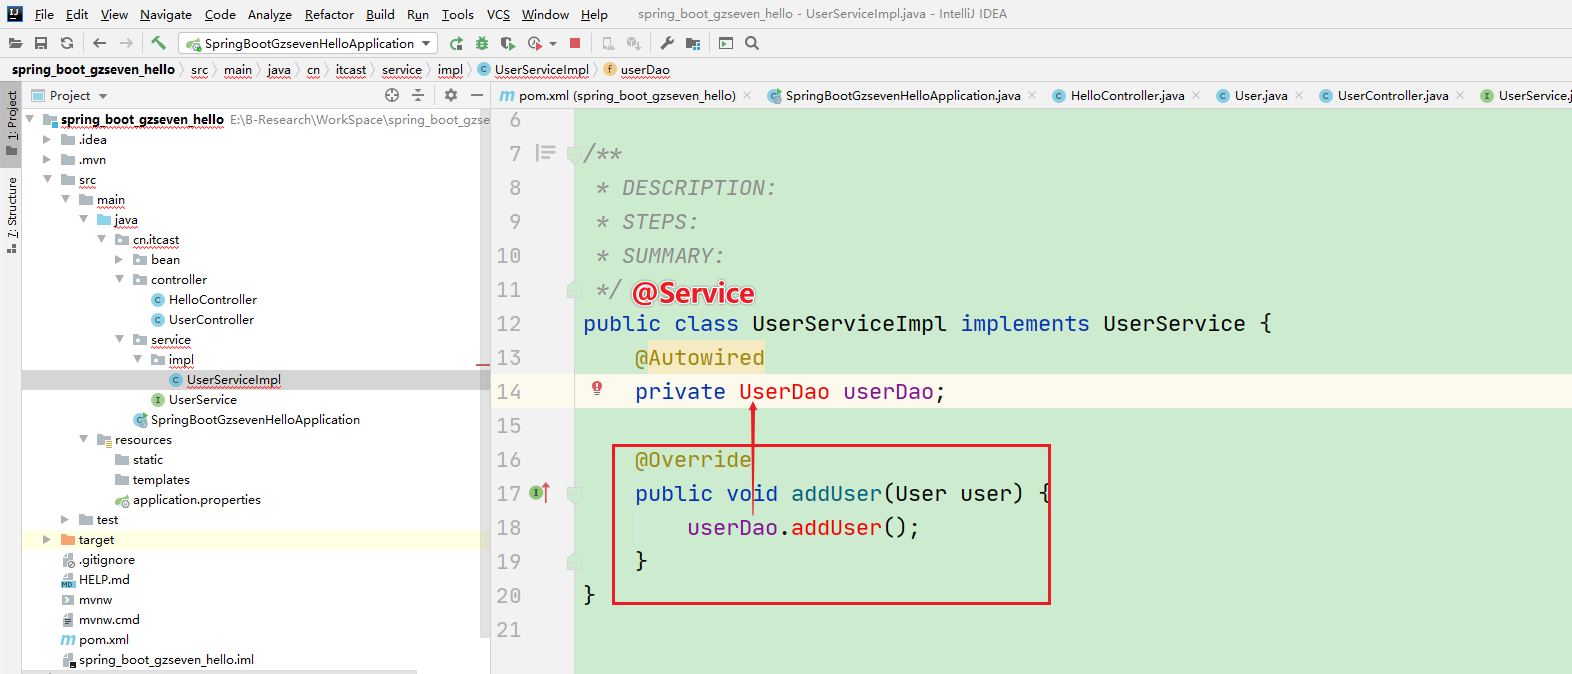 File Edit View Navigate Code Analyze Refactor Build Run Tools VCS Window Help spring_boot_gzseven_hello - UserServiceImpl.java - IntelliJ IDEA
SpringBootGzsevenHelloApplication
spring_boot_gzseven_hello src main java cn itcast service impl UserServiceImpl userDao
Project
pom.xml (spring_boot_gzseven_hello) SpringBootGzsevenHelloApplication.java HelloController.java User.java UserController.java UserService.j
1: Project
7: Structure
spring_boot_gzseven_hello E:\B-Research\WorkSpace\spring_boot_gzse
.idea
.mvn
src
main
java
cn.itcast
bean
controller
HelloController
UserController
service
impl
UserServiceImpl
UserService
SpringBootGzsevenHelloApplication
resources
static
templates
application.properties
test
target
.gitignore
HELP.md
mvnw
mvnw.cmd
pom.xml
spring_boot_gzseven_hello.iml
6
7 /**
8 * DESCRIPTION:
9 * STEPS:
10 * SUMMARY:
11 */ @Service
12 public class UserServiceImpl implements UserService {
13 @Autowired
14 private UserDao userDao;
15
16 @Override
17 public void addUser(User user) {
18 userDao.addUser();
19 }
20 }
21